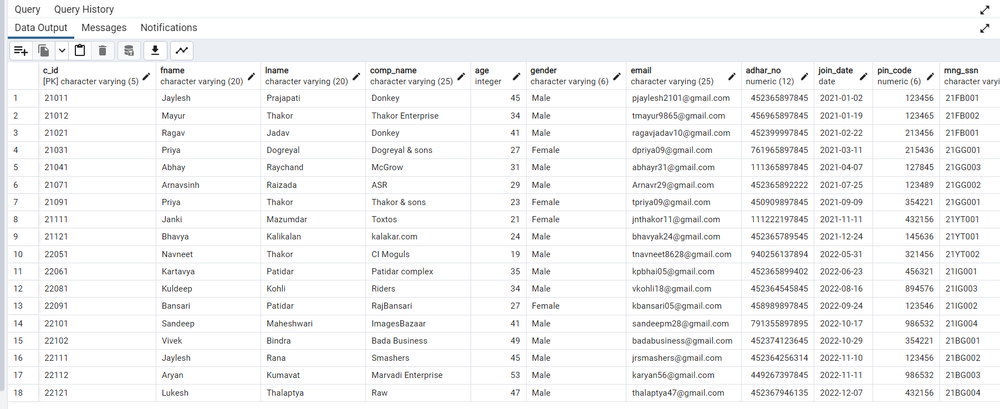 Query Query History
Data Output Messages Notifications
c_id fname lname comp_name age gender email adhar_no join_date pin_code mng_ssn
[PK] character varying (5) character varying (20) character varying (20) character varying (25) integer character varying (6) character varying (25) numeric (12) date numeric (6) character varyi
1 21011 Jaylesh Prajapati Donkey 45 Male pjaylesh2101@gmail.com 452365897845 2021-01-02 123456 21FB001
2 21012 Mayur Thakor Thakor Enterprise 34 Male tmayur9865@gmail.com 456965897845 2021-01-19 123465 21FB002
3 21021 Ragav Jadav Donkey 41 Male ragavjadav10@gmail.com 452399997845 2021-02-22 213456 21FB001
4 21031 Priya Dogreyal Dogreyal & sons 27 Female dpriya09@gmail.com 761965897845 2021-03-11 215436 21GG001
5 21041 Abhay Raychand McGrow 31 Male abhayr31@gmail.com 111365897845 2021-04-07 127845 21GG003
6 21071 Arnavsinh Raizada ASR 29 Male Arnavr29@gmail.com 452365892222 2021-07-25 123489 21GG002
7 21091 Priya Thakor Thakor & sons 23 Female tpriya09@gmail.com 450909897845 2021-09-09 354221 21GG001
8 21111 Janki Mazumdar Toxtos 21 Female jnthakor11@gmail.com 111222197845 2021-11-11 432156 21YT001
9 21121 Bhavya Kalikalan kalakar.com 24 Male bhavyak24@gmail.com 452365789545 2021-12-24 145636 21YT001
10 22051 Navneet Thakor CI Moguls 19 Male tnavneet8628@gmail.com 940256137894 2022-05-31 321456 21YT002
11 22061 Kartavya Patidar Patidar complex 35 Male kpbhai05@gmail.com 452365899402 2022-06-23 456321 21IG001
12 22081 Kuldeep Kohli Riders 34 Male vkohli18@gmail.com 452364545845 2022-08-16 894576 21IG003
13 22091 Bansari Patidar RajBansari 27 Female kbansari05@gmail.com 458989897845 2022-09-24 123546 21IG002
14 22101 Sandeep Maheshwari ImagesBazaar 41 Male sandeepm28@gmail.com 791355897895 2022-10-17 986532 21IG004
15 22102 Vivek Bindra Bada Business 49 Male badabusiness@gmail.com 452374123645 2022-10-29 354221 21BG001
16 22111 Jaylesh Rana Smashers 45 Male jrsmashers@gmail.com 452364256314 2022-11-10 123456 21BG002
17 22112 Aryan Kumavat Marvadi Enterprise 53 Male karyan56@gmail.com 449267397845 2022-11-11 986532 21BG003
18 22121 Lukesh Thalaptya Raw 47 Male thalaptya47@gmail.com 452367946135 2022-12-07 432156 21BG004